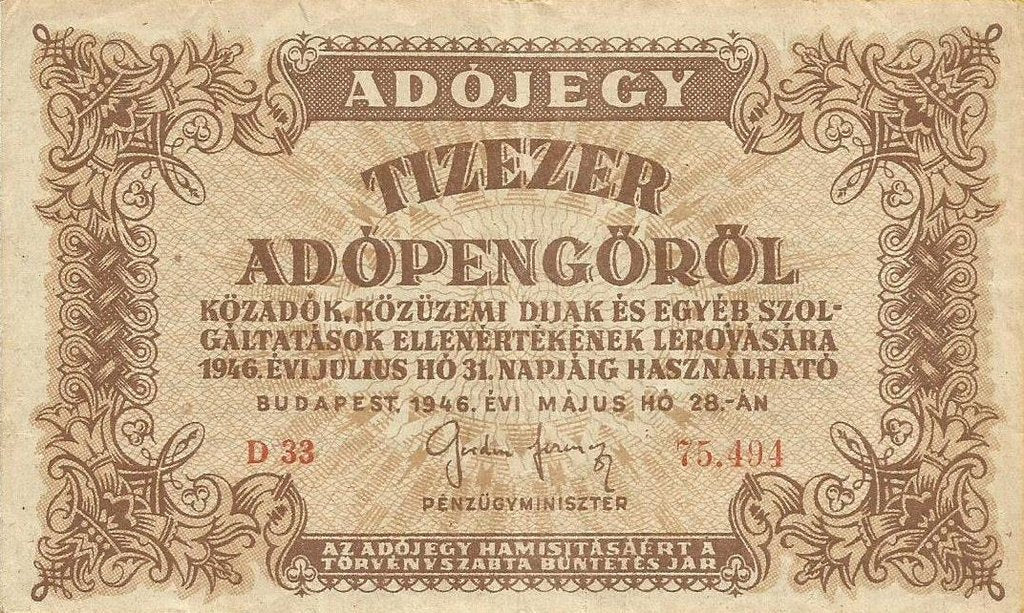 ADÓJEGY
TIZEZER
ADÓPENGŐRŐL
KÖZADÓK, KÖZÜZEMI DIJAK ÉS EGYÉB SZOL-
GÁLTATÁSOK ELLENÉRTÉKÉNEK LEROVÁSÁRA
1946. ÉVI JULIUS HÓ 31. NAPJÁIG HASZNÁLHATÓ
BUDAPEST, 1946. ÉVI MÁJUS HÓ 28.-ÁN
D 33 75.494
PÉNZÜGYMINISZTER
AZ ADÓJEGY HAMISITÁSÁÉRT A
TÖRVÉNYSZABTA BÜNTETÉS JÁR